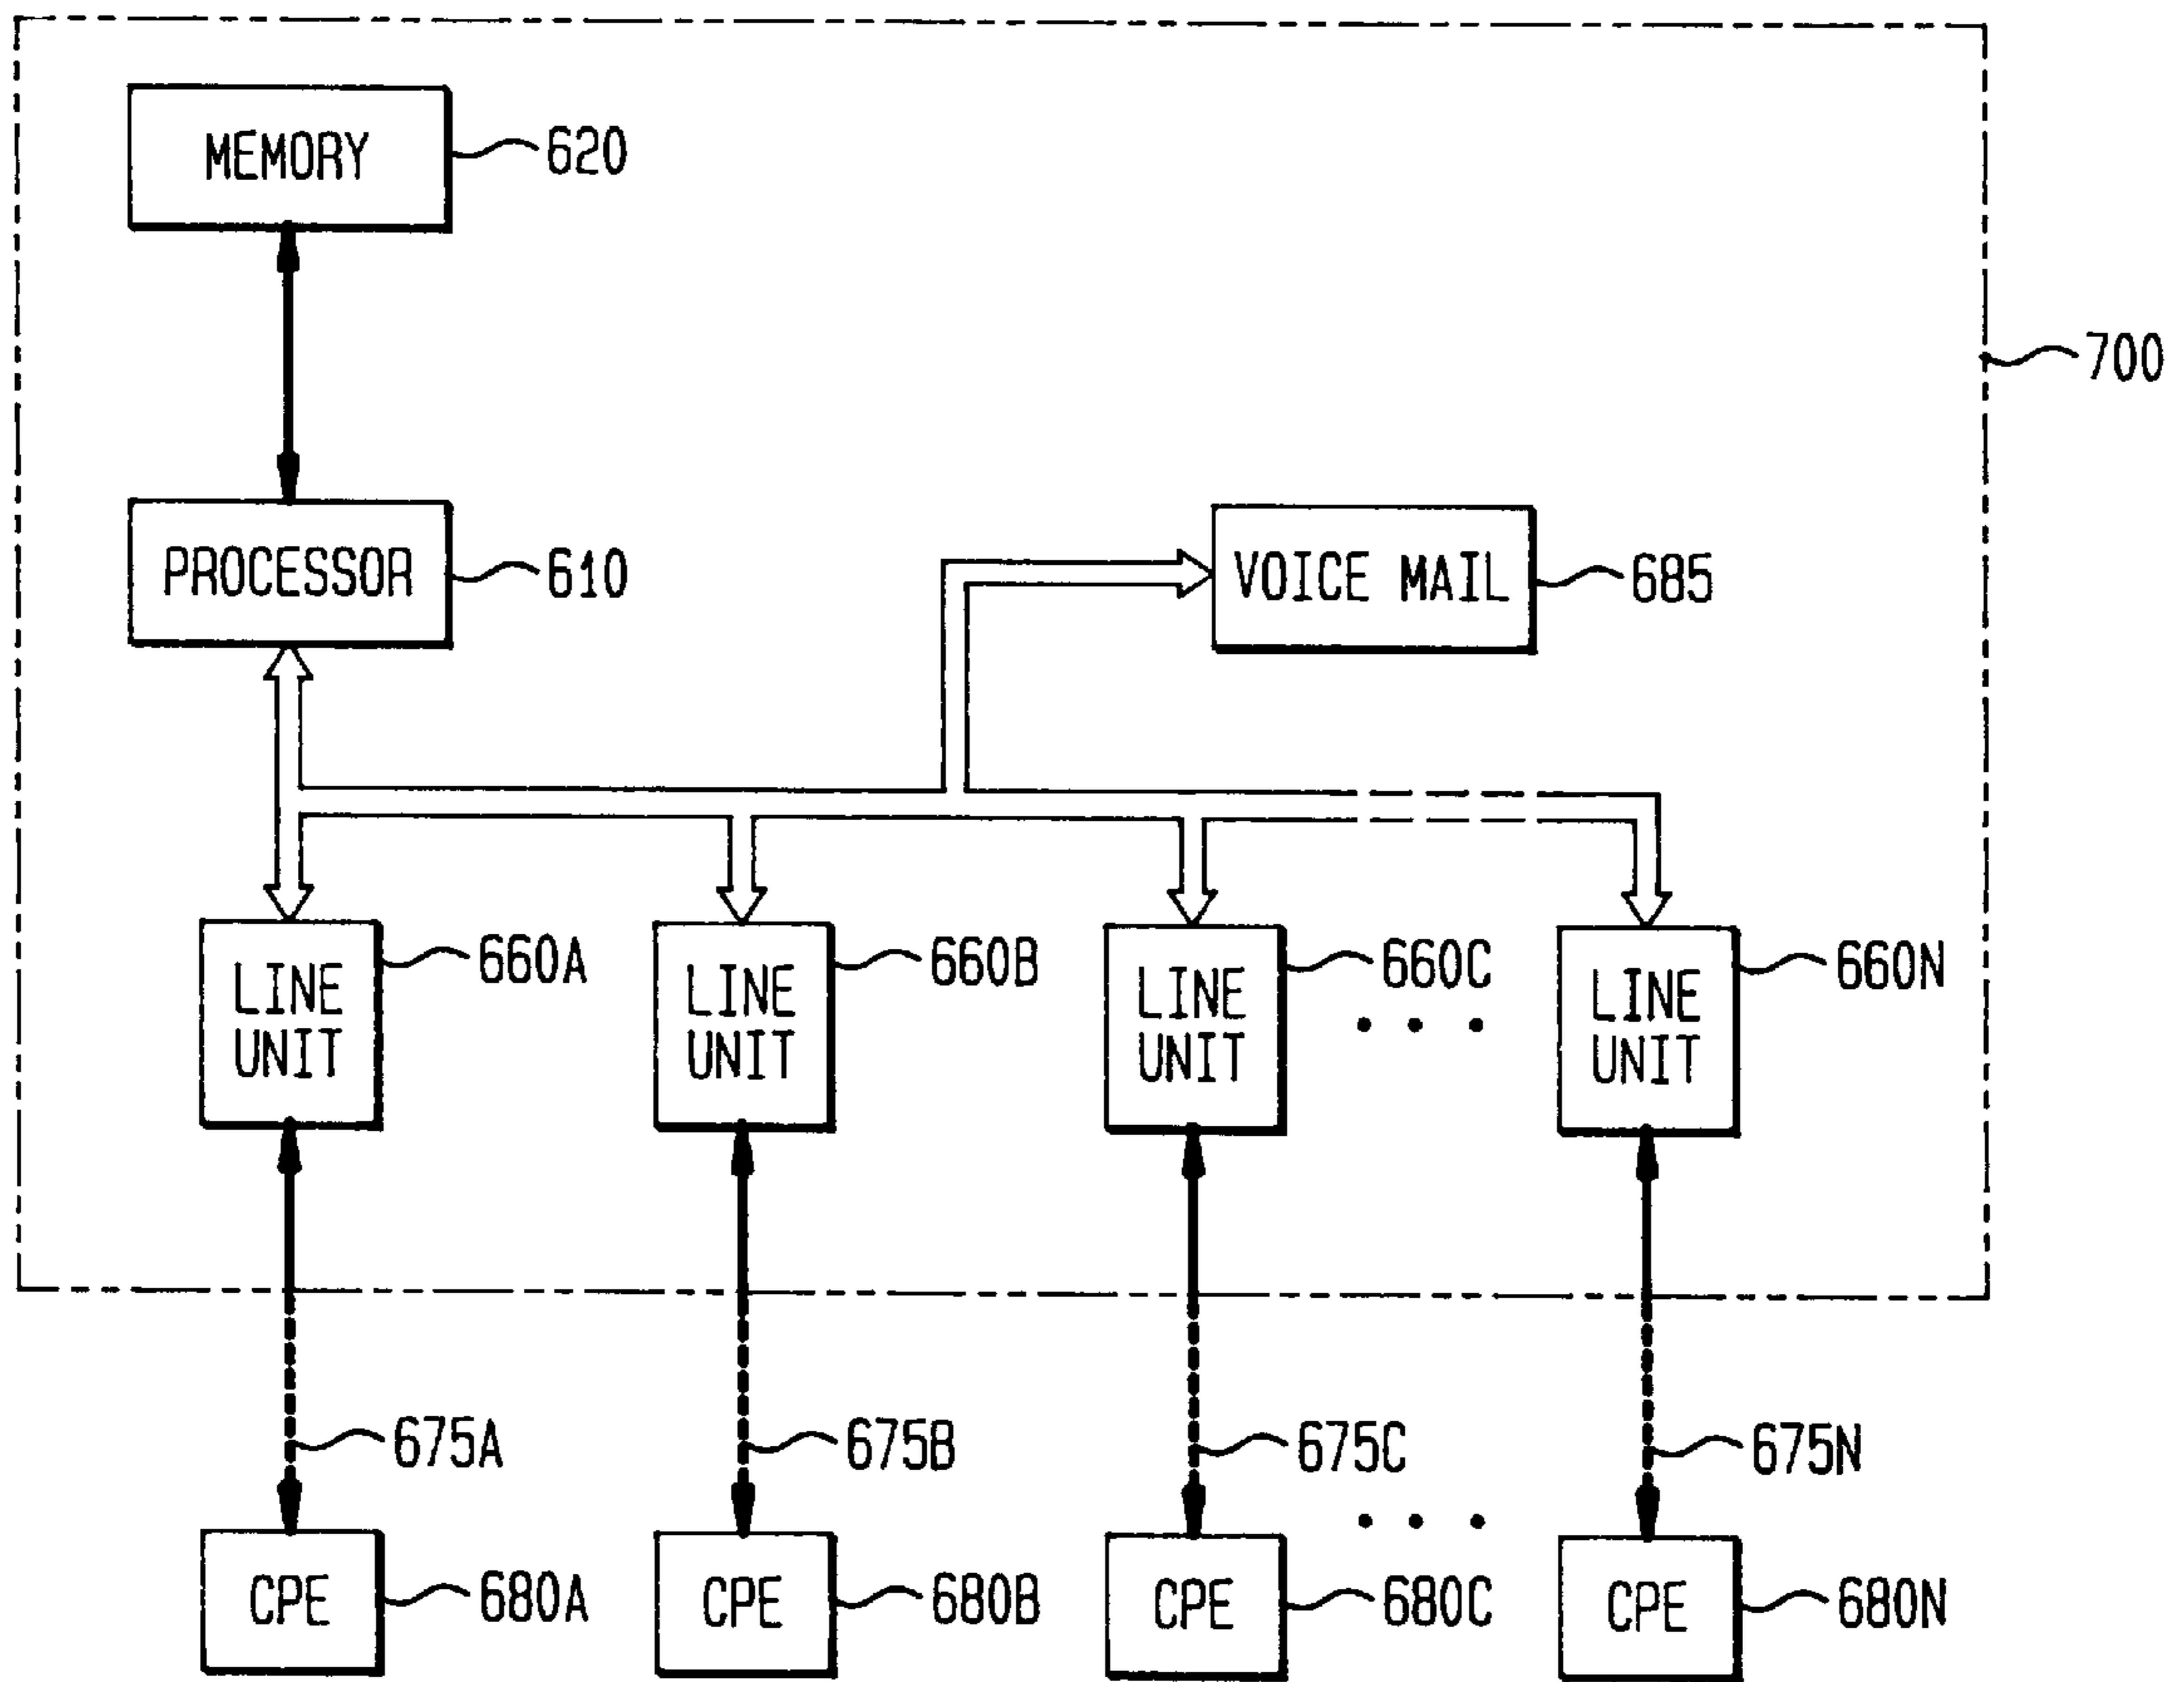 MEMORY
620
700
PROCESSOR
610
VOICE MAIL
685
LINE
UNIT
660A
LINE
UNIT
660B
LINE
UNIT
660C
LINE
UNIT
660N
675A
675B
675C
675N
CPE
680A
CPE
680B
CPE
680C
CPE
680N